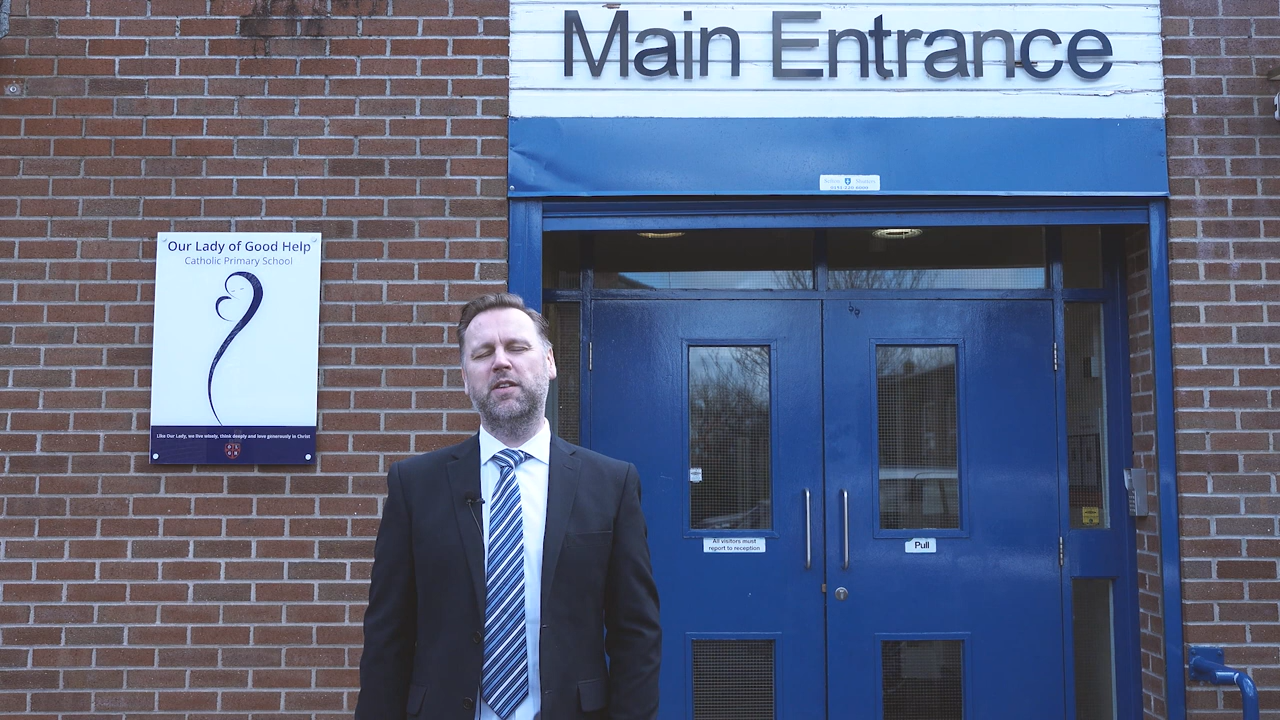 Main Entrance
Our Lady of Good Help
Catholic Primary School
Like Our Lady, we live wisely, think deeply and love generously in Christ
All visitors must
report to reception
Pull